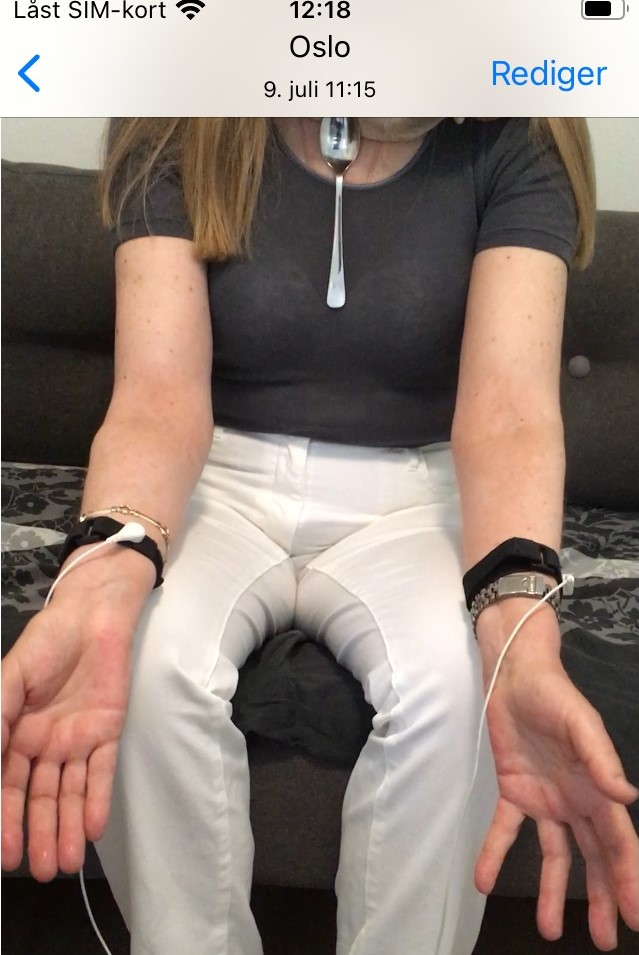 Låst SIM-kort 12:18
Oslo
9. juli 11:15
Rediger